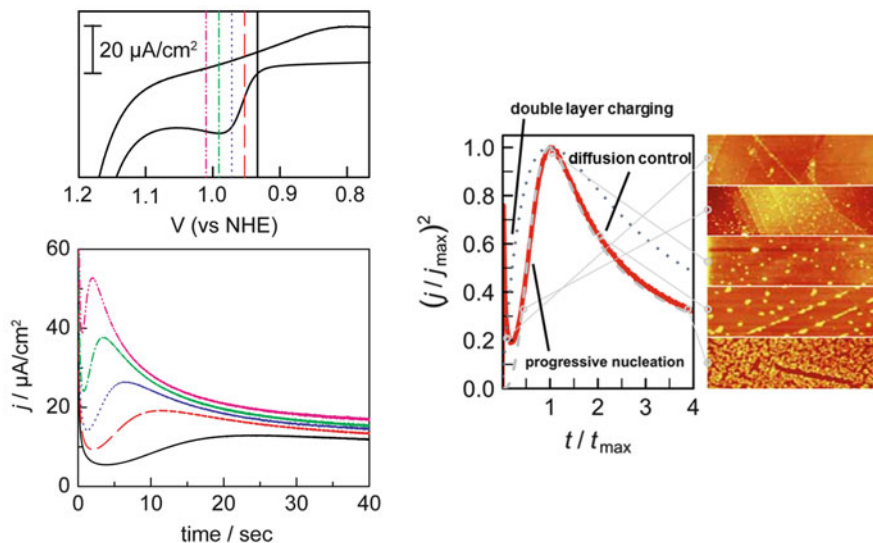 20 µA/cm²
1.2 1.1 1.0 0.9 0.8
V (vs NHE)
60
40
20
0
j / µA/cm²
0 10 20 30 40
time / sec
double layer charging
diffusion control
progressive nucleation
1.0
0.8
0.6
0.4
0.2
0.0
(j / jmax)²
0 1 2 3 4
t / tmax